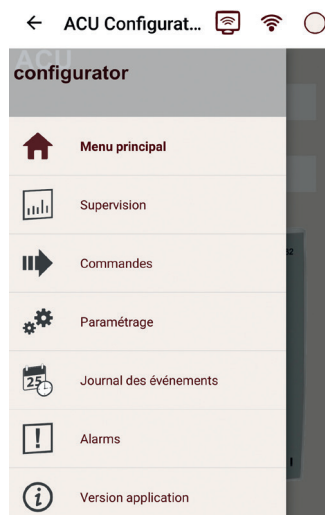 ACU Configurat...
ACU
configurator
Menu principal
Supervision
Commandes
Paramétrage
25
Journal des événements
Alarms
Version application